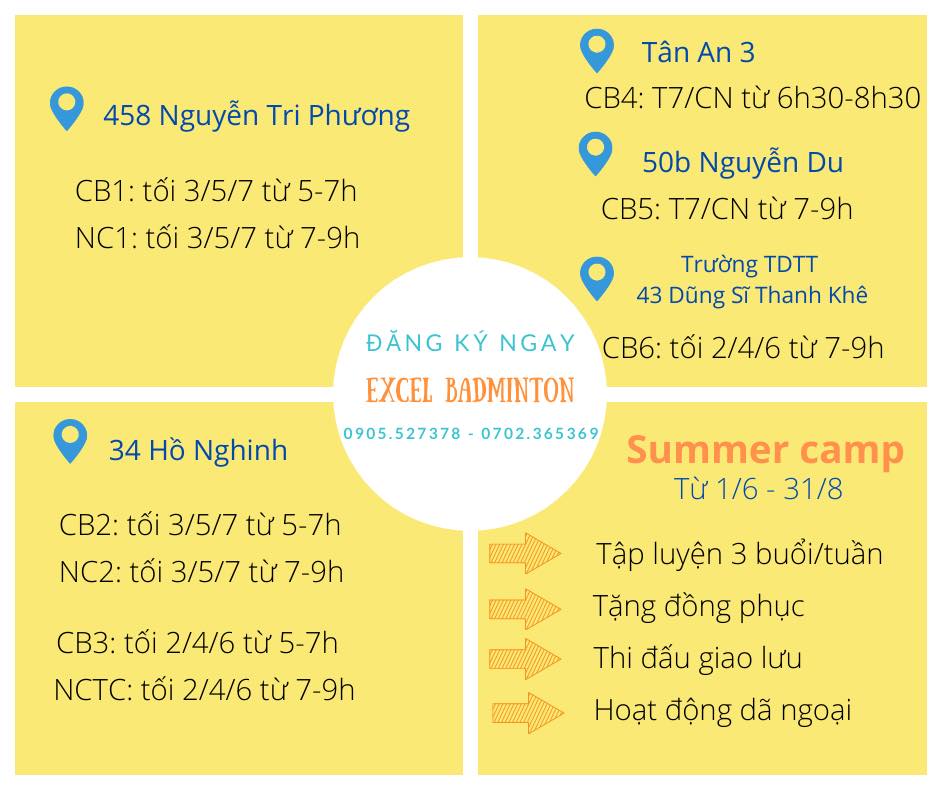 458 Nguyễn Tri Phương
CB1: tối 3/5/7 từ 5-7h
NC1: tối 3/5/7 từ 7-9h
Tân An 3
CB4: T7/CN từ 6h30-8h30
50b Nguyễn Du
CB5: T7/CN từ 7-9h
Trường TDTT
43 Dũng Sĩ Thanh Khê
CB6: tối 2/4/6 từ 7-9h
ĐĂNG KÝ NGAY
EXCEL BADMINTON
0905.527378 - 0702.365369
34 Hồ Nghinh
CB2: tối 3/5/7 từ 5-7h
NC2: tối 3/5/7 từ 7-9h
CB3: tối 2/4/6 từ 5-7h
NCTC: tối 2/4/6 từ 7-9h
Summer camp
Từ 1/6 - 31/8
Tập luyện 3 buổi/tuần
Tặng đồng phục
Thi đấu giao lưu
Hoạt động dã ngoại